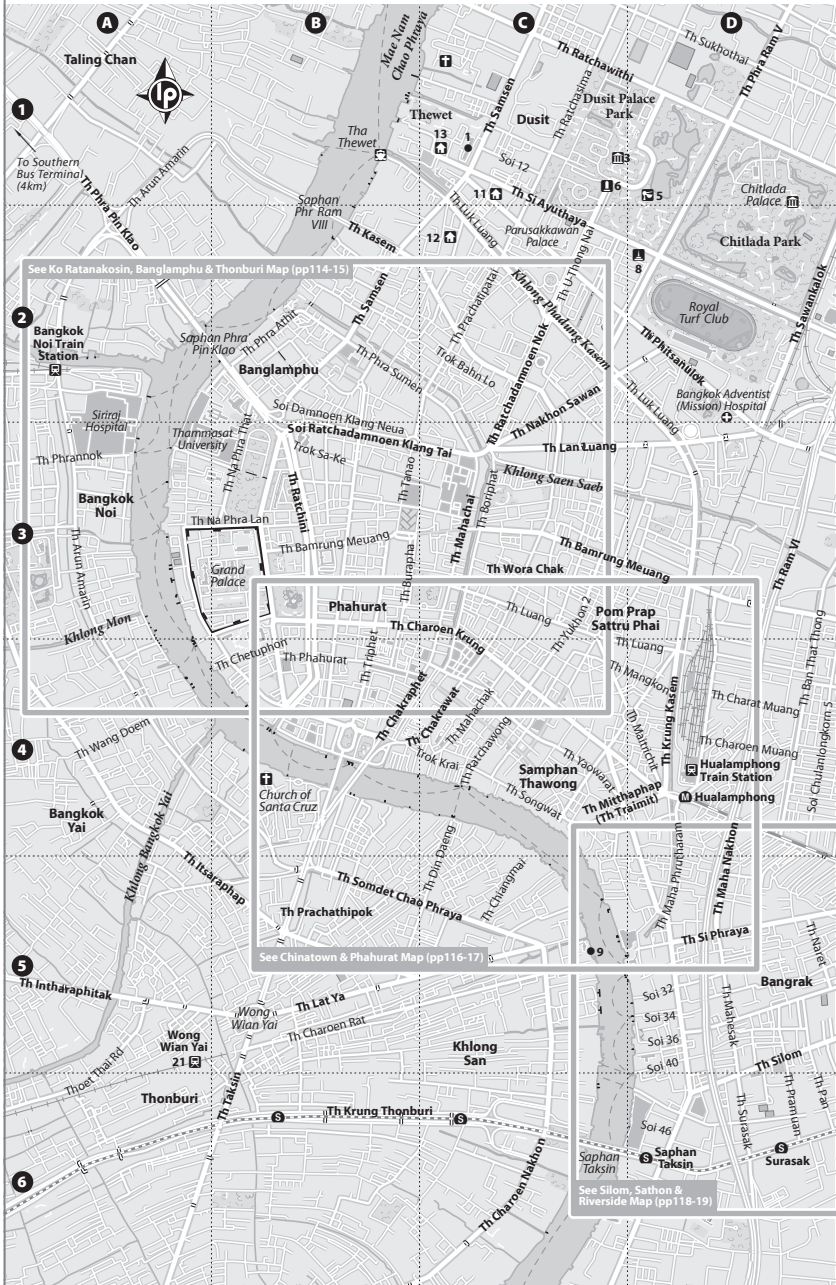 A
B
C
D
Taling Chan
lp
Mae Nam
Chao Phraya
Th Sukhothai
Th Phra Ram V
Th Ratchawithi
Th Samsen
Th Ratchasima
Dusit Palace
Park
1
Thewet
13
1
Dusit
Tha
Thewet
Soi 12
3
To Southern
Bus Terminal
(4km)
Th Arun Amarin
Th Phra Pin Klao
11
Th Si Ayuthaya
6
5
Chitlada
Palace
Saphan
Phr Ram
VIII
Th Luk Luang
Parusakkawan
Palace
Th Kasem
12
Th U-Thong Nai
8
Chitlada Park
See Ko Ratanakosin, Banglamphu & Thonburi Map (pp114-15)
2
Bangkok
Noi Train
Station
Th Samsen
Th Prachatipatai
Khlong Phadung Kasem
Royal
Turf Club
Th Sawankalok
Saphan Phra
Pin Klao
Th Phra Athit
Th Phitsanulok
Banglamphu
Th Phra Sumen
Trok Bahn Lo
Th Ratchadamnoen Nok
Th Luk Luang
Bangkok Adventist
(Mission) Hospital
Siriraj
Hospital
Soi Damnoen Klang Neua
Th Nakhon Sawan
Thammasat
University
Th Na Phra That
Soi Ratchadamnoen Klang Tai
Th Lan Luang
Th Phrannok
Trok Sa-Ke
Th Tanao
Khlong Saen Saeb
Bangkok
Noi
Th Ratchini
Th Mahachai
Th Boriphat
3
Th Na Phra Lan
Th Bamrung Meuang
Th Bamrung Meuang
Th Arun Amarin
Grand
Palace
Th Burapha
Th Wora Chak
Th Ram VI
Phahurat
Th Luang
Th Yukhon 2
Pom Prap
Sattru Phai
Khlong Mon
Th Charoen Krung
Th Luang
Th Chetuphon
Th Phahurat
Th Triphet
Th Mangkon
Th Ban That Thong
Th Chakraphet
Th Chakrawat
Th Mahachak
Th Krung Kasem
Th Charat Muang
4
Th Wang Doem
Trok Krai
Th Ratchawong
Th Maitrichit
Th Charoen Muang
Soi Chulanlongkorn 5
Th Yaowarat
Samphan
Thawong
Hualamphong
Train Station
Church of
Santa Cruz
Th Songwat
Th Mitthaphap
(Th Traimit)
M
Hualamphong
Bangkok
Yai
Khlong Bangkok Yai
Th Itsaraphap
Th Din Daeng
Th Chiangmai
Th Maha Phrutharam
Th Maha Nakhon
Th Somdet Chao Phraya
Th Prachathipok
Th Si Phraya
Th Naret
9
See Chinatown & Phahurat Map (pp116-17)
5
Th Intharaphitak
Bangrak
Th Lat Ya
Soi 32
Wong
Wian Yai
Th Charoen Rat
Soi 34
Th Mahesak
Wong
Wian Yai
21
Khlong
San
Soi 36
Soi 40
Th Silom
Thoet Thai Rd
Thonburi
Th Taksin
S
Th Krung Thonburi
S
Th Surasak
Th Pramuan
Th Pan
Soi 46
Saphan
Taksin
S
Saphan
Taksin
S
Surasak
6
Th Charoen Nakhon
See Silom, Sathon &
Riverside Map (pp118-19)